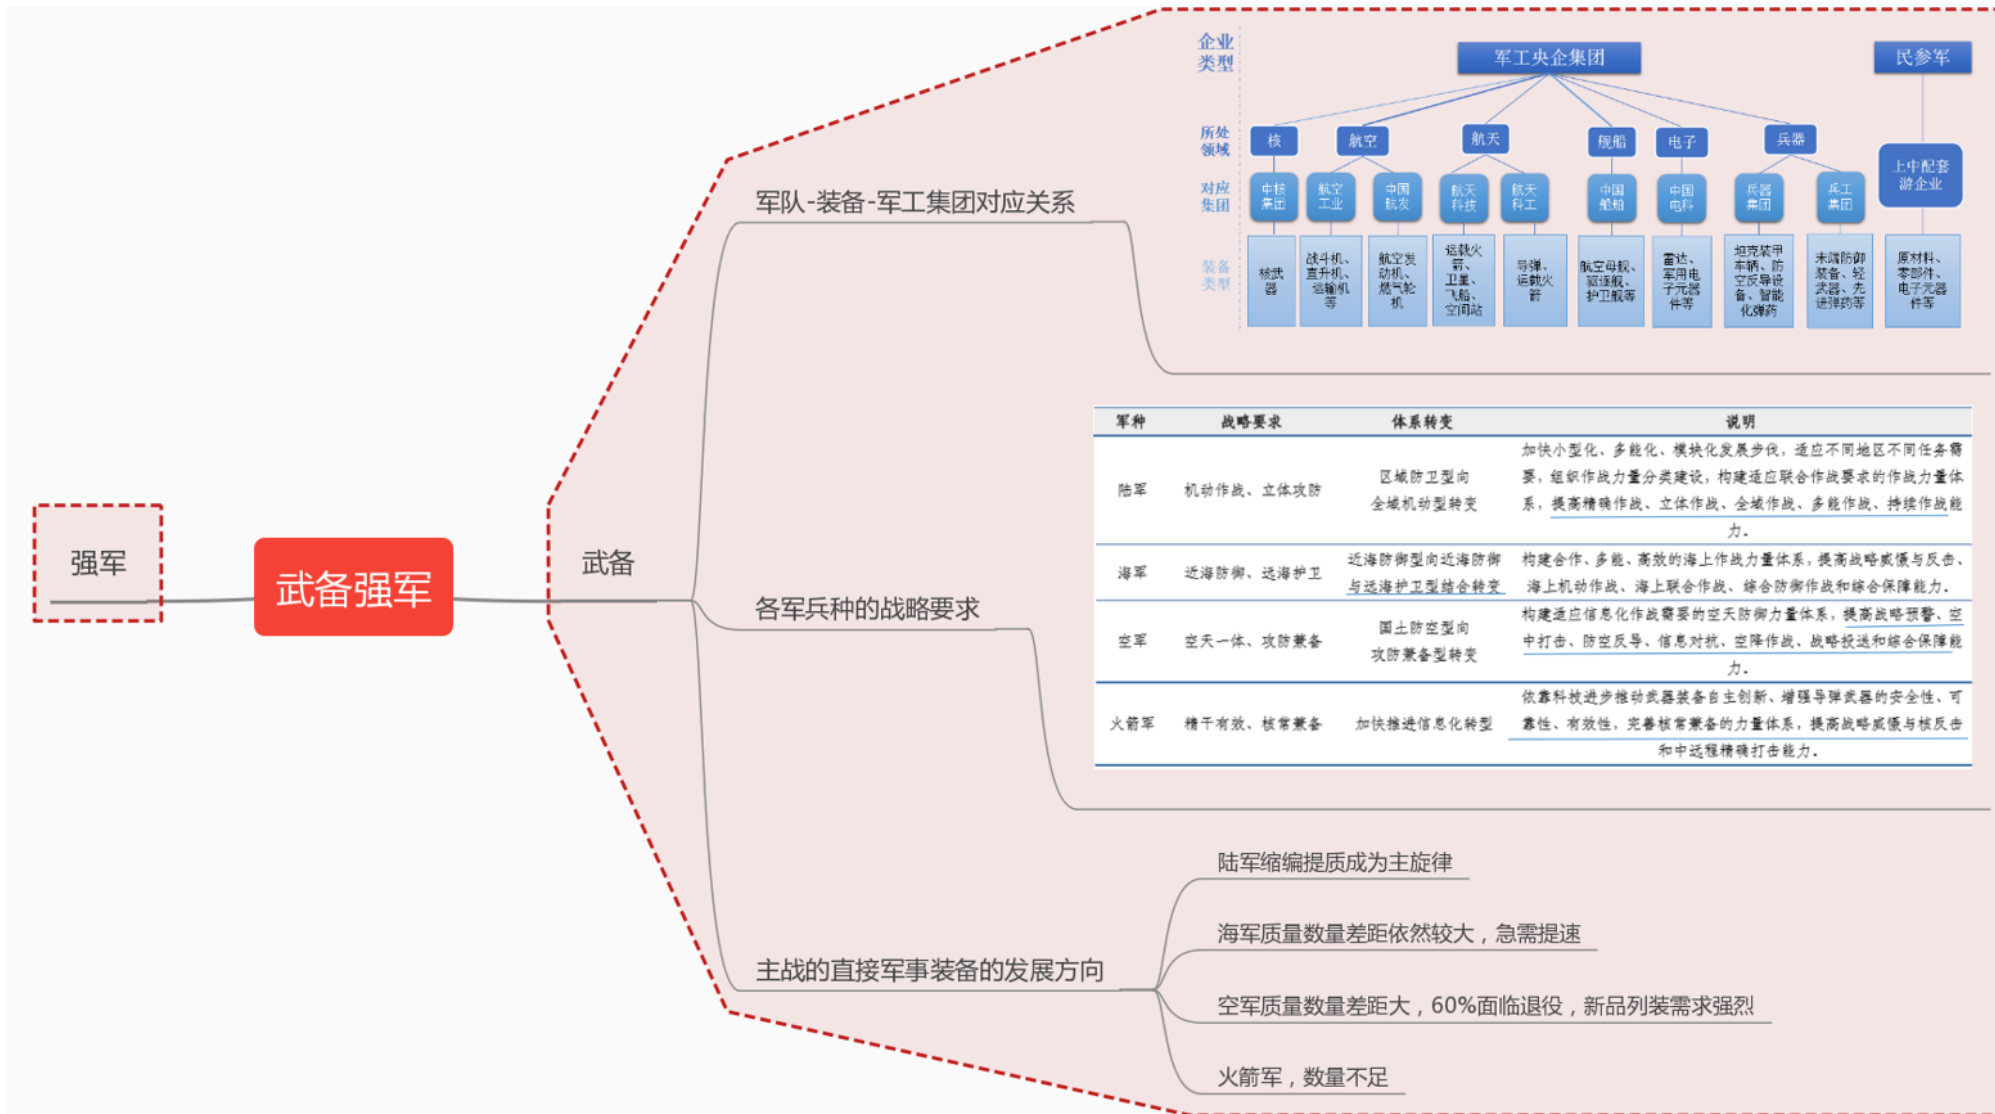 强军
武备强军
武备
军队-装备-军工集团对应关系
企业
类型
军工央企集团
民参军
所处
领域
核
航空
航天
舰船
电子
兵器
上中配套
游企业
对应
集团
中核
集团
航空
工业
中国
航发
航天
科技
航天
科工
中国
船舶
中国
电科
兵器
集团
兵工
集团
装备
类型
核武
器
战斗机、
直升机、
运输机
等
航空发
动机、
燃气轮
机
运载火
箭、
卫星、
飞船、
空间站
导弹、
运载火
箭
航空母舰、
驱逐舰、
护卫舰等
雷达、
军用电
子元器
件等
坦克装甲
车辆、防
空反导设
备、智能
化弹药
末端防御
装备、轻
武器、先
进弹药等
原材料、
零部件、
电子元器
件等
各军兵种的战略要求
军种 战略要求 体系转变 说明
陆军
机动作战、立体攻防
区域防卫型向
全域机动型转变
加快小型化、多能化、模块化发展步伐，适应不同地区不同任务需
要，组织作战力量分类建设，构建适应联合作战要求的作战力量体
系，提高精确作战、立体作战、全域作战、多能作战、持续作战能
力。
海军
近海防御、远海护卫
近海防御型向近海防御
与远海护卫型结合转变
构建合作、多能、高效的海上作战力量体系，提高战略威慑与反击、
海上机动作战、海上联合作战、综合防御作战和综合保障能力。
空军
空天一体、攻防兼备
国土防空型向
攻防兼备型转变
构建适应信息化作战需要的空天防御力量体系，提高战略预警、空
中打击、防空反导、信息对抗、空降作战、战略投送和综合保障能
力。
火箭军
精干有效、核常兼备
加快推进信息化转型
依靠科技进步推动武器装备自主创新、增强导弹武器的安全性、可
靠性、有效性，完善核常兼备的力量体系，提高战略威慑与核反击
和中远程精确打击能力。
主战的直接军事装备的发展方向
陆军缩编提质成为主旋律
海军质量数量差距依然较大，急需提速
空军质量数量差距大，60%面临退役，新品列装需求强烈
火箭军，数量不足